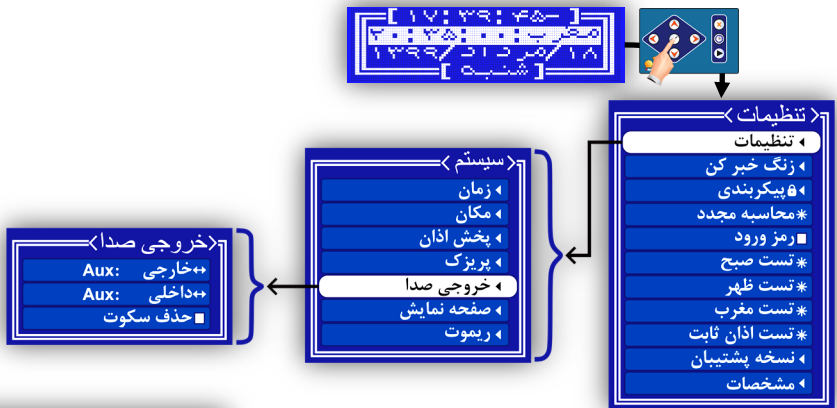 [ ۱۷:۳۹:۴۵- ]
مغرب:۲۰:۲۵:۰۰
۱۸/مرداد/۱۳۹۹
[ شنبه ]
تنظیمات
تنظیمات
زنگ خبر کن
پیکربندی
محاسبه مجدد
رمز ورود
تست صبح
تست ظهر
تست مغرب
تست اذان ثابت
نسخه پشتیبان
مشخصات
سیستم
زمان
مکان
پخش اذان
پریزک
خروجی صدا
صفحه نمایش
ریموت
خروجی صدا
خارجی Aux:
داخلی Aux:
حذف سکوت